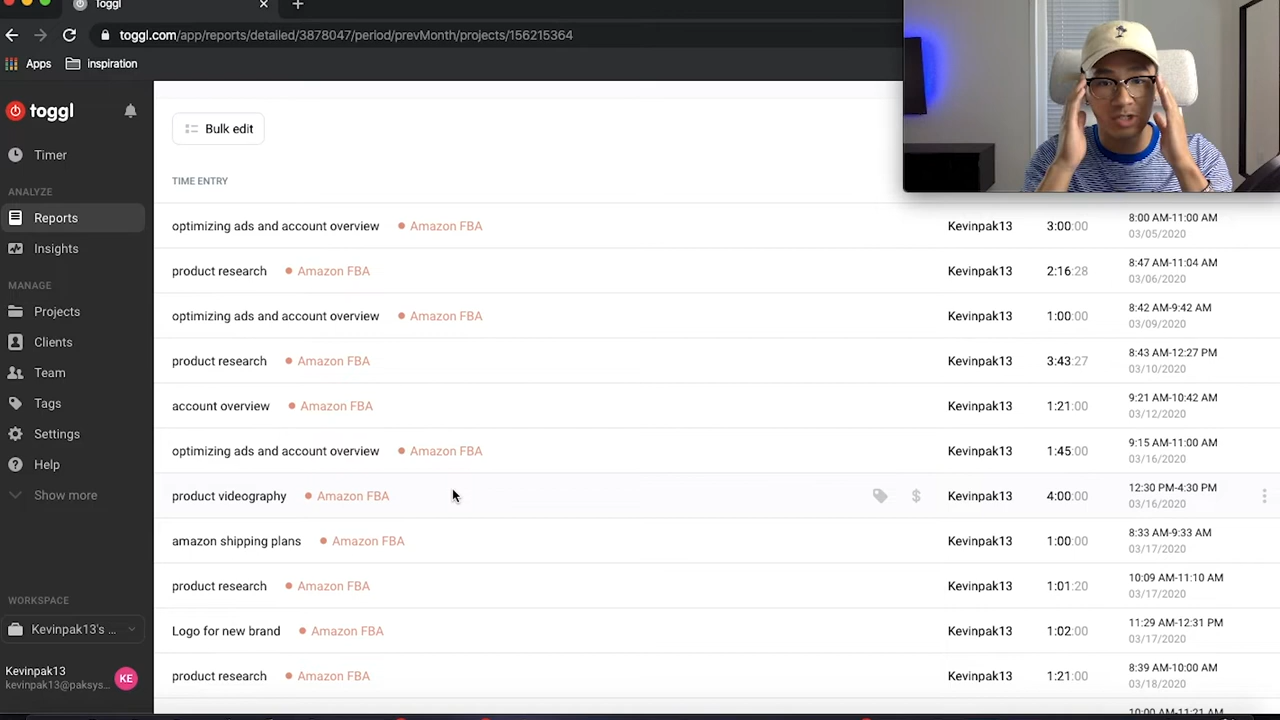 Toggl
toggl.com/app/reports/detailed/3878047/period/prevMonth/projects/156215364
Apps
inspiration
toggl
Timer
ANALYZE
Reports
Insights
MANAGE
Projects
Clients
Team
Tags
Settings
Help
Show more
WORKSPACE
Kevinpak13's ...
Kevinpak13
kevinpak13@paksys...
KE
Bulk edit
TIME ENTRY
optimizing ads and account overview Amazon FBA Kevinpak13 3:00:00 8:00 AM-11:00 AM
03/05/2020
product research Amazon FBA Kevinpak13 2:16:28 8:47 AM-11:04 AM
03/06/2020
optimizing ads and account overview Amazon FBA Kevinpak13 1:00:00 8:42 AM-9:42 AM
03/09/2020
product research Amazon FBA Kevinpak13 3:43:27 8:43 AM-12:27 PM
03/10/2020
account overview Amazon FBA Kevinpak13 1:21:00 9:21 AM-10:42 AM
03/12/2020
optimizing ads and account overview Amazon FBA Kevinpak13 1:45:00 9:15 AM-11:00 AM
03/16/2020
product videography Amazon FBA $ Kevinpak13 4:00:00 12:30 PM-4:30 PM
03/16/2020
amazon shipping plans Amazon FBA Kevinpak13 1:00:00 8:33 AM-9:33 AM
03/17/2020
product research Amazon FBA Kevinpak13 1:01:20 10:09 AM-11:10 AM
03/17/2020
Logo for new brand Amazon FBA Kevinpak13 1:02:00 11:29 AM-12:31 PM
03/17/2020
product research Amazon FBA Kevinpak13 1:21:00 8:39 AM-10:00 AM
03/18/2020